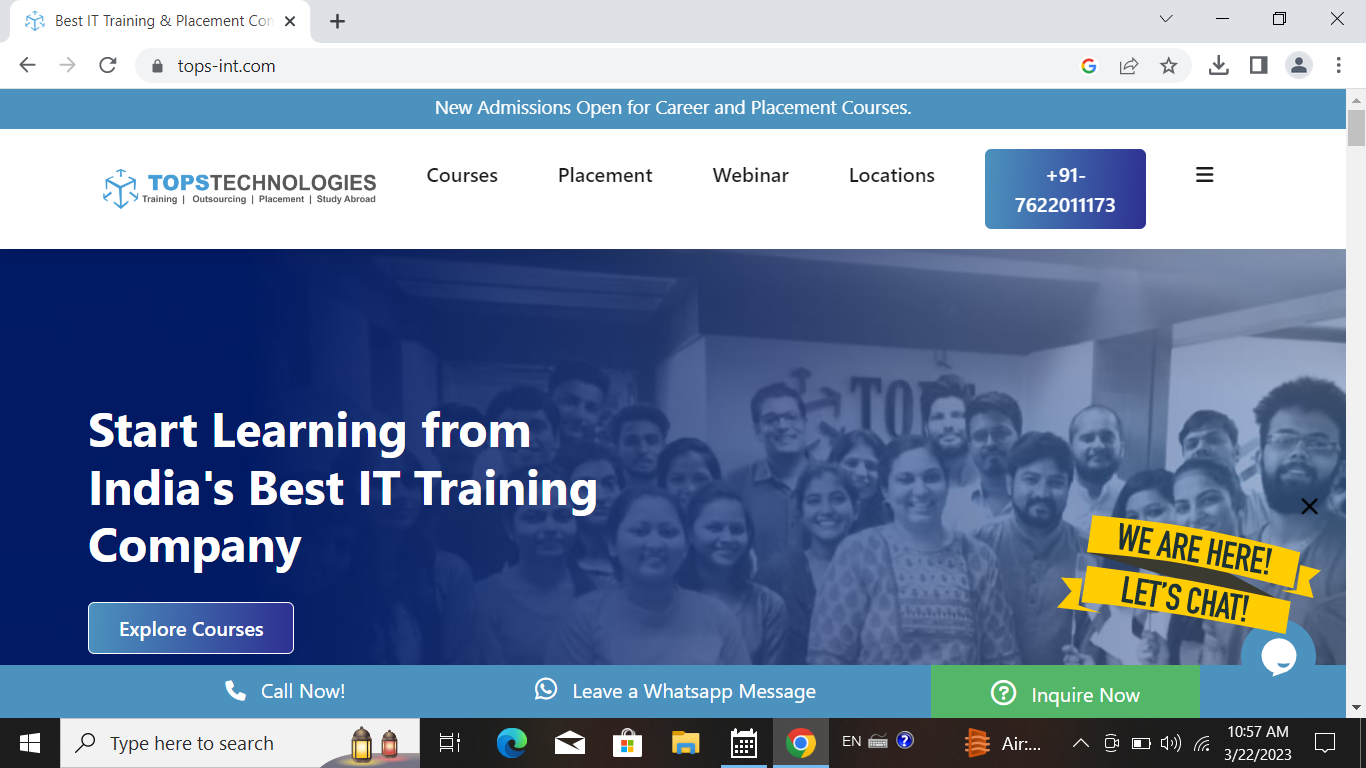 Best IT Training & Placement Con
tops-int.com
New Admissions Open for Career and Placement Courses.
TOPSTECHNOLOGIES
Training | Outsourcing | Placement | Study Abroad
Courses
Placement
Webinar
Locations
+91-
7622011173
TOPS
Start Learning from
India's Best IT Training
Company
WE ARE HERE!
LET'S CHAT!
Explore Courses
Call Now!
Leave a Whatsapp Message
Inquire Now
Type here to search
EN
Air:...
10:57 AM
3/22/2023